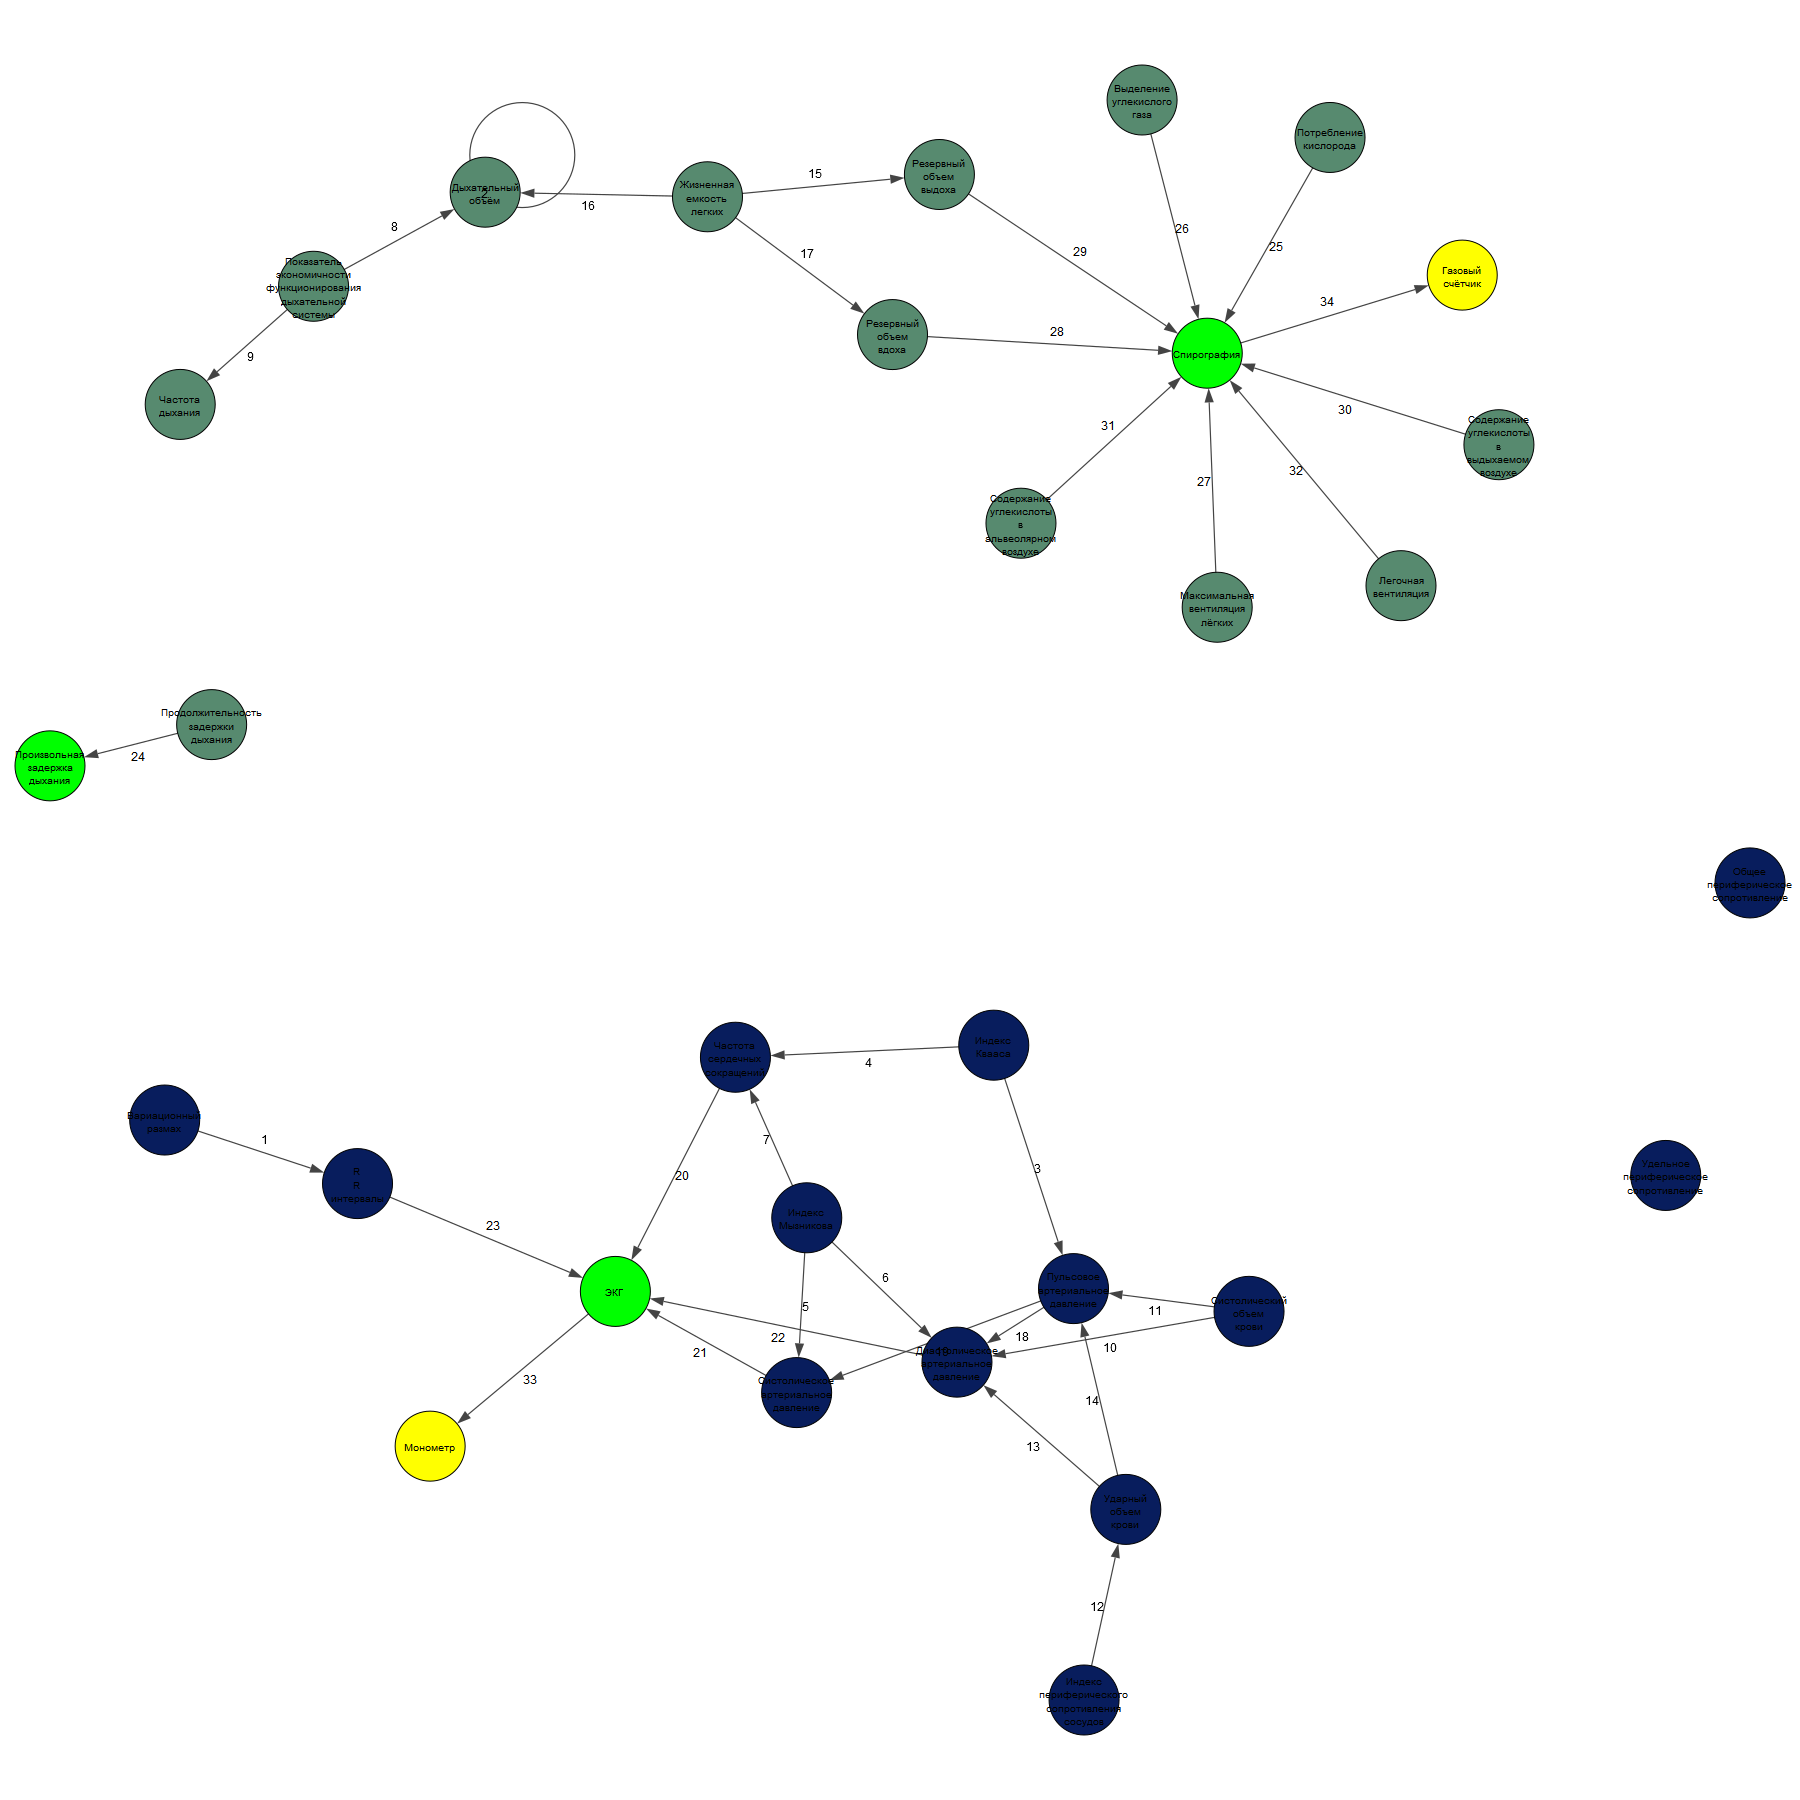 Выделение
углекислого
газа
Потребление
кислорода
Резервный
объем
выдоха
Жизненная
емкость
легких
Дыхательный
объём
2
15
16
8
17
26
25
29
Показатель
экономичности
функционирования
дыхательной
системы
Газовый
счётчик
34
Резервный
объем
вдоха
28
Спирография
9
Частота
дыхания
31
30
32
27
Содержание
углекислоты
в
выдыхаемом
воздухе
Содержание
углекислоты
в
альвеолярном
воздухе
Легочная
вентиляция
Максимальная
вентиляция
лёгких
Продолжительность
задержки
дыхания
24
Произвольная
задержка
дыхания
Общее
периферическое
сопротивление
Частота
сердечных
сокращений
4
Индекс
Квааса
Вариационный
размах
1
7
3
R
R
интервалы
20
Удельное
периферическое
сопротивление
23
Индекс
Мызникова
6
5
ЭКГ
Пульсовое
артериальное
давление
11
Систолический
объем
крови
22
18
10
21
19
Диастолическое
артериальное
давление
33
Систолическое
артериальное
давление
14
13
Монометр
Ударный
объем
крови
12
Индекс
периферического
сопротивления
сосудов